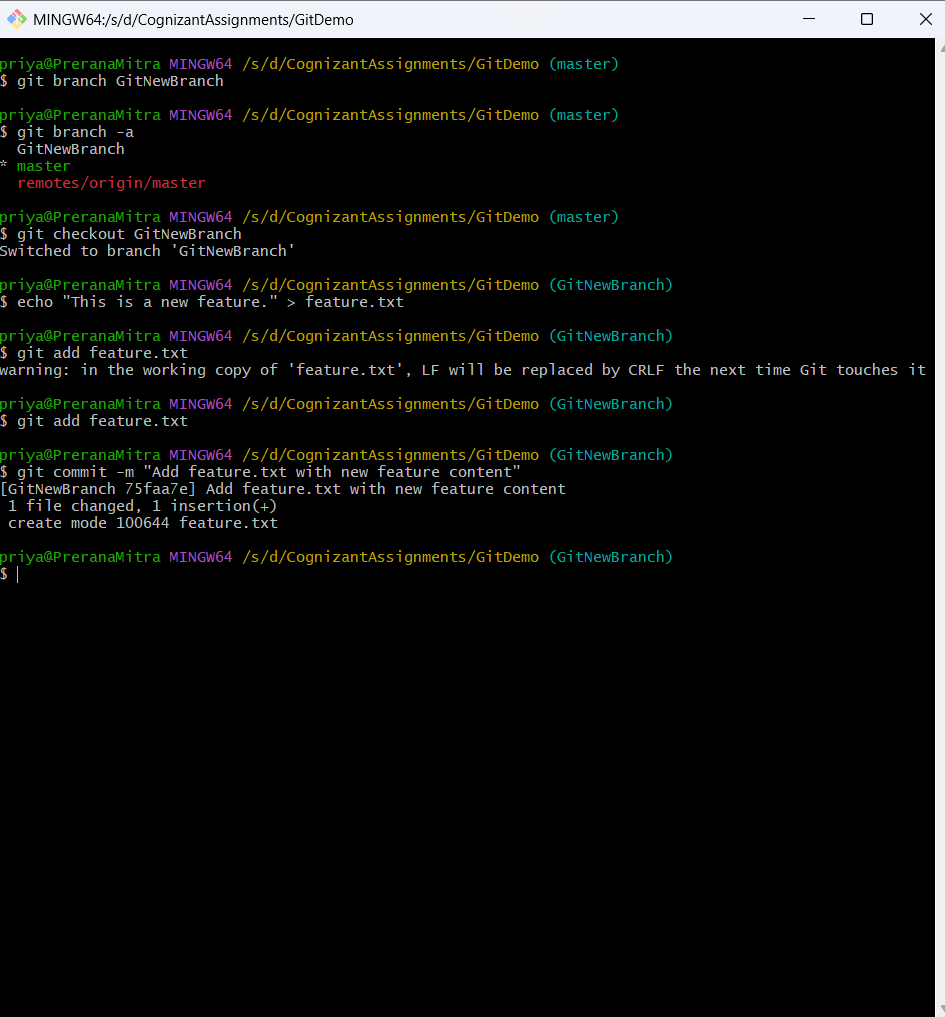 MINGW64:/s/d/CognizantAssignments/GitDemo
priya@PreranaMitra MINGW64 /s/d/CognizantAssignments/GitDemo (master)
$ git branch GitNewBranch
priya@PreranaMitra MINGW64 /s/d/CognizantAssignments/GitDemo (master)
$ git branch -a
  GitNewBranch
* master
  remotes/origin/master
priya@PreranaMitra MINGW64 /s/d/CognizantAssignments/GitDemo (master)
$ git checkout GitNewBranch
Switched to branch 'GitNewBranch'
priya@PreranaMitra MINGW64 /s/d/CognizantAssignments/GitDemo (GitNewBranch)
$ echo "This is a new feature." > feature.txt
priya@PreranaMitra MINGW64 /s/d/CognizantAssignments/GitDemo (GitNewBranch)
$ git add feature.txt
warning: in the working copy of 'feature.txt', LF will be replaced by CRLF the next time Git touches it
priya@PreranaMitra MINGW64 /s/d/CognizantAssignments/GitDemo (GitNewBranch)
$ git add feature.txt
priya@PreranaMitra MINGW64 /s/d/CognizantAssignments/GitDemo (GitNewBranch)
$ git commit -m "Add feature.txt with new feature content"
[GitNewBranch 75faa7e] Add feature.txt with new feature content
 1 file changed, 1 insertion(+)
 create mode 100644 feature.txt
priya@PreranaMitra MINGW64 /s/d/CognizantAssignments/GitDemo (GitNewBranch)
$